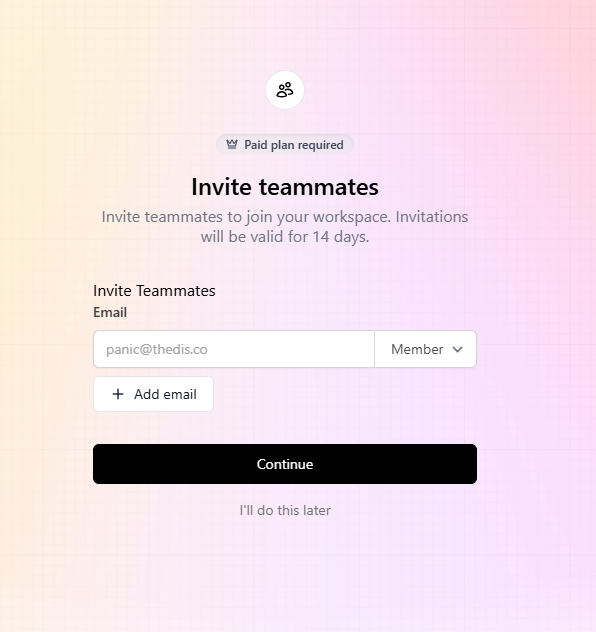 Paid plan required
Invite teammates
Invite teammates to join your workspace. Invitations
will be valid for 14 days.
Invite Teammates
Email
panic@thedis.co
Member
Add email
Continue
I'll do this later